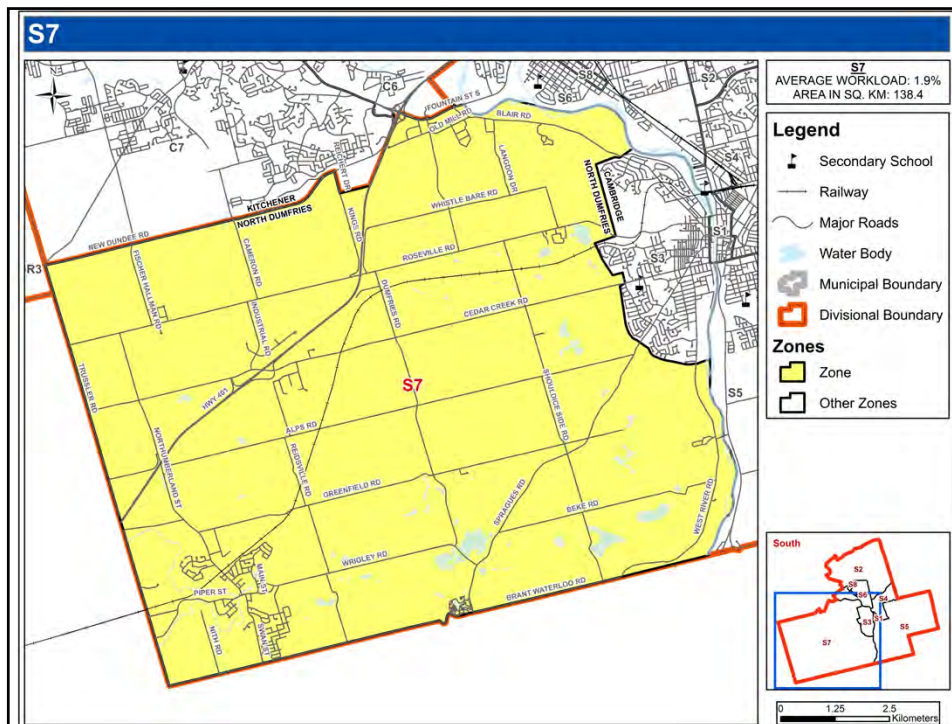 S7
S7
AVERAGE WORKLOAD: 1.9%
AREA IN SQ. KM: 138.4
Legend
Secondary School
Railway
Major Roads
Water Body
Municipal Boundary
Divisional Boundary
Zones
Zone
Other Zones
C6
C7
S8
S6
S2
S4
S1
S3
S5
R3
S7
FOUNTAIN ST S
OLD MILL RD
BLAIR RD
LANGDON DR
REICHERT DR
KITCHENER
NORTH DUMFRIES
CAMBRIDGE
NORTH DUMFRIES
NEW DUNDEE RD
FISCHER HALLMAN RD
CAMERON RD
KINGS RD
WHISTLE BARE RD
ROSEVILLE RD
INDUSTRIAL RD
DUMFRIES RD
CEDAR CREEK RD
TRUSSLER RD
HWY 401
SHOULDICE SIDE RD
ALPS RD
NORTHUMBERLAND ST
REIDSVILLE RD
GREENFIELD RD
SPRAGUES RD
BEKE RD
WEST RIVER RD
WRIGLEY RD
MAIN ST
PIPER ST
BRANT WATERLOO RD
NITH RD
SWAN ST
South
S2
S8
S6
S4
S1
S3
S7
S5
0 1.25 2.5
Kilometers